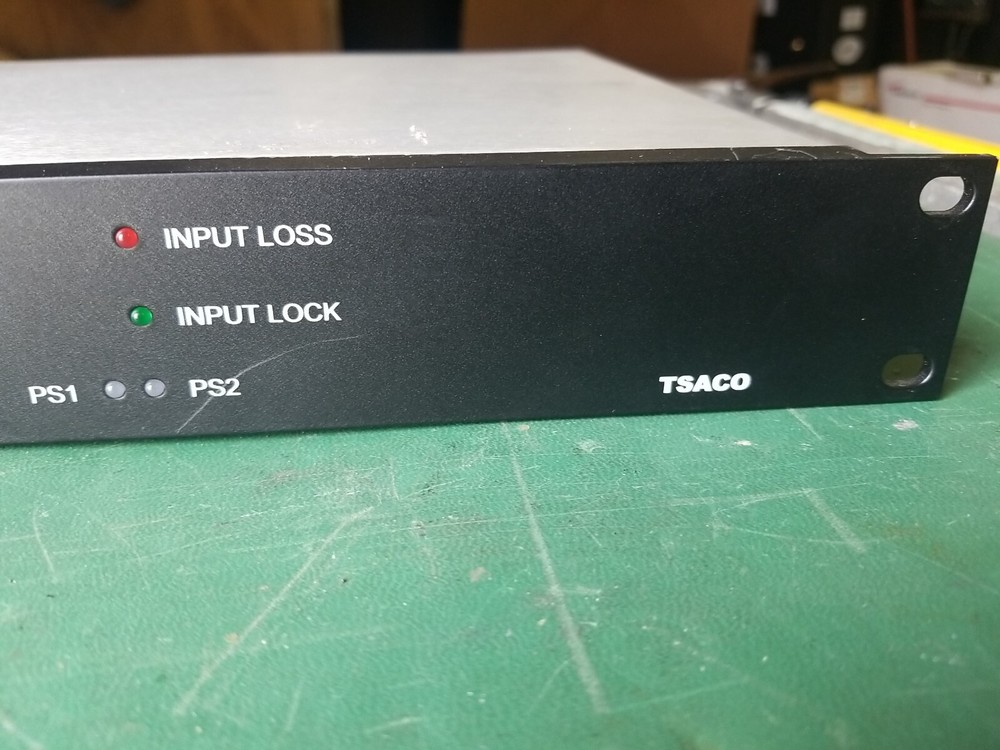 INPUT LOSS
INPUT LOCK
PS1 PS2
TSACO